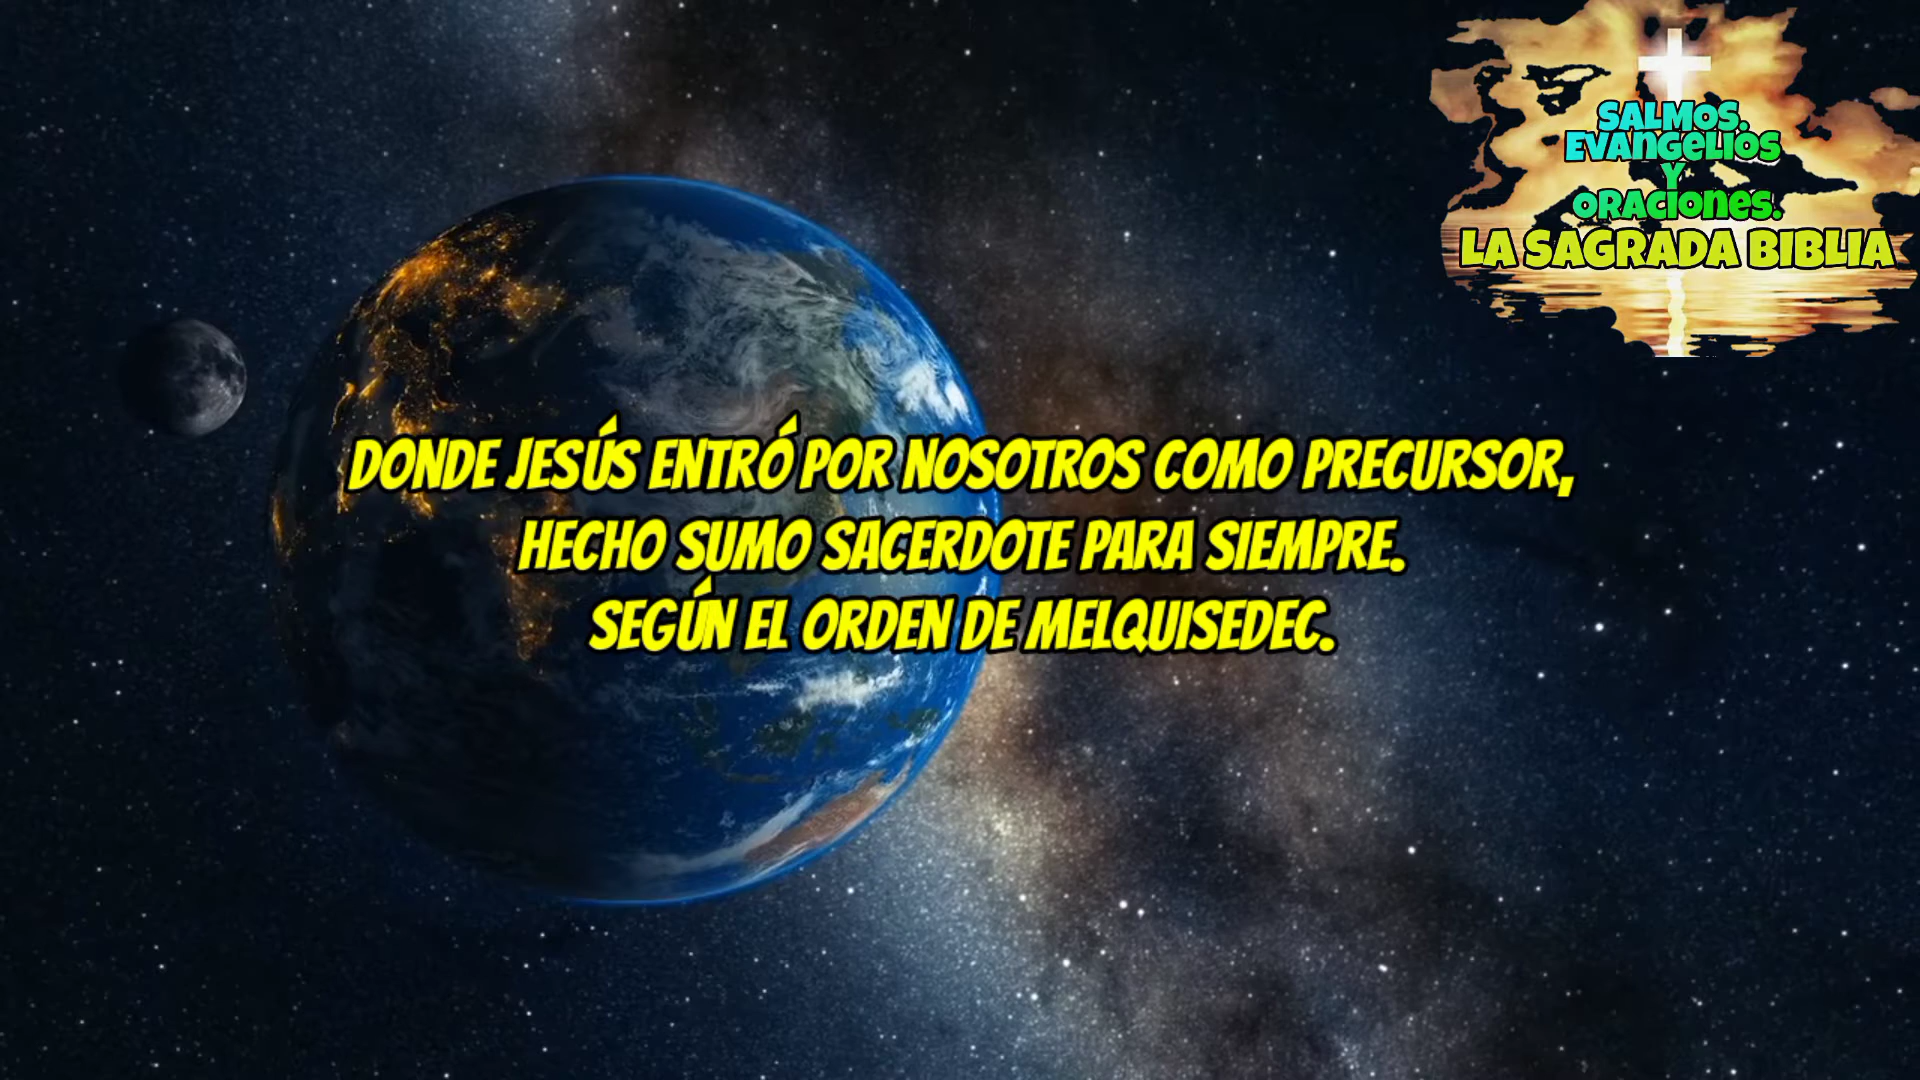 SALMOS.
EVANGELIOS
Y
ORACIONES.
LA SAGRADA BIBLIA
DONDE JESÚS ENTRÓ POR NOSOTROS COMO PRECURSOR,
HECHO SUMO SACERDOTE PARA SIEMPRE.
SEGÚN EL ORDEN DE MELQUISEDEC.